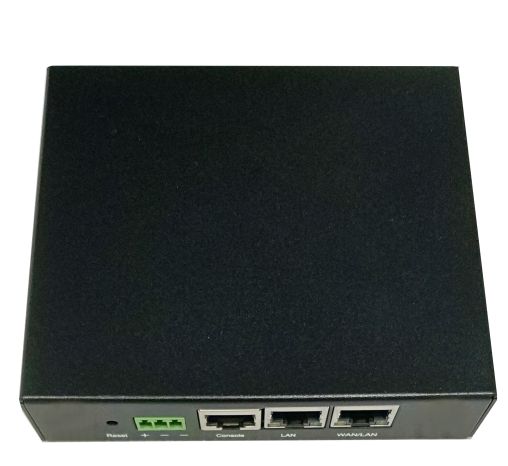 Reset + — — Console LAN WAN/LAN